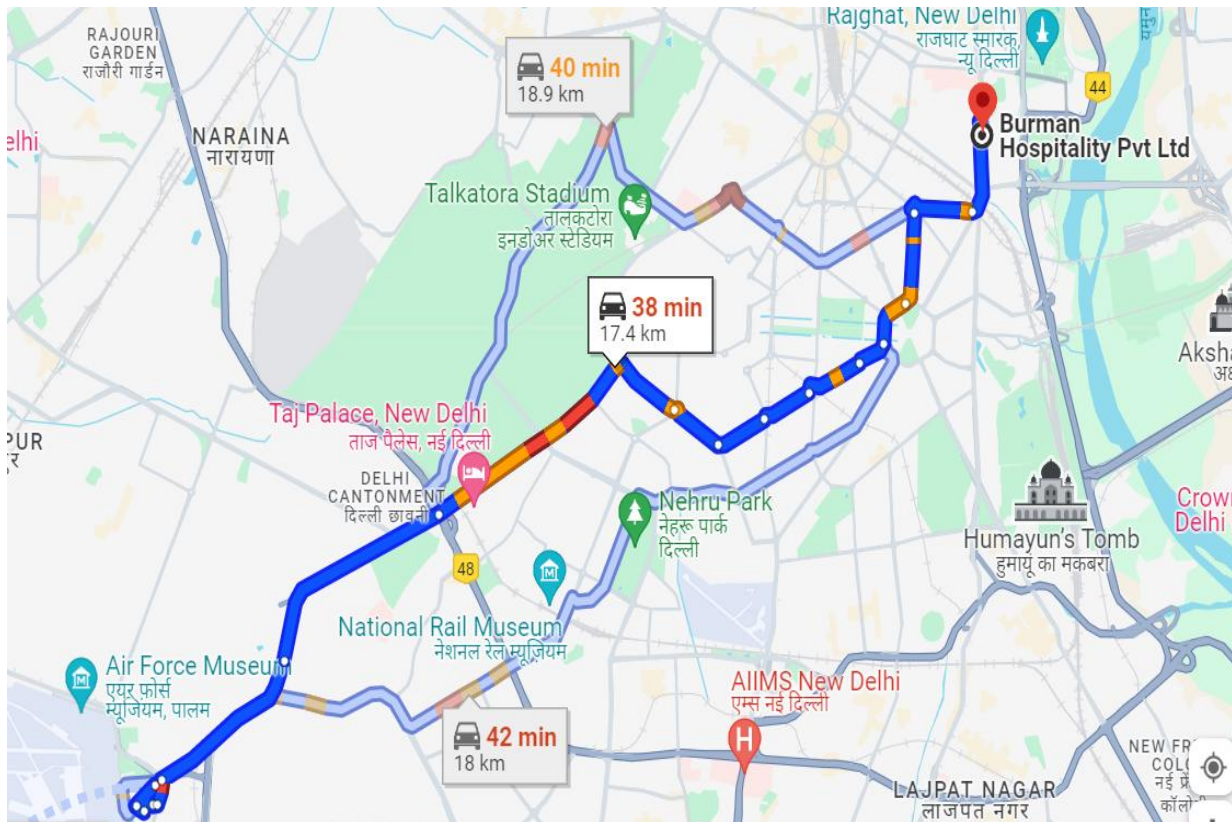 RAJOURI
GARDEN
राजौरी गार्डन
Rajghat, New Delhi
राजघाट स्मारक,
न्यू दिल्ली
40 min
18.9 km
44
NARAINA
नारायणा
elhi
Burman
Hospitality Pvt Ltd
Talkatora Stadium
तालकटोरा
इनडोअर स्टेडियम
38 min
17.4 km
Taj Palace, New Delhi
ताज पैलेस, नई दिल्ली
PUR
DELHI
CANTONMENT
दिल्ली छावनी
48
Nehru Park
नेहरू पार्क
दिल्ली
Humayun's Tomb
हुमायूं का मकबरा
Aksha
अक्ष
Crow
Delhi
National Rail Museum
नेशनल रेल म्यूज़ियम
M
Air Force Museum
एयर फ़ोर्स
म्यूजियम, पालम
M
42 min
18 km
AIIMS New Delhi
एम्स नई दिल्ली
H
LAJPAT NAGAR
लाजपत नगर
NEW FR
COLO
नई फ्रें
कॉलो